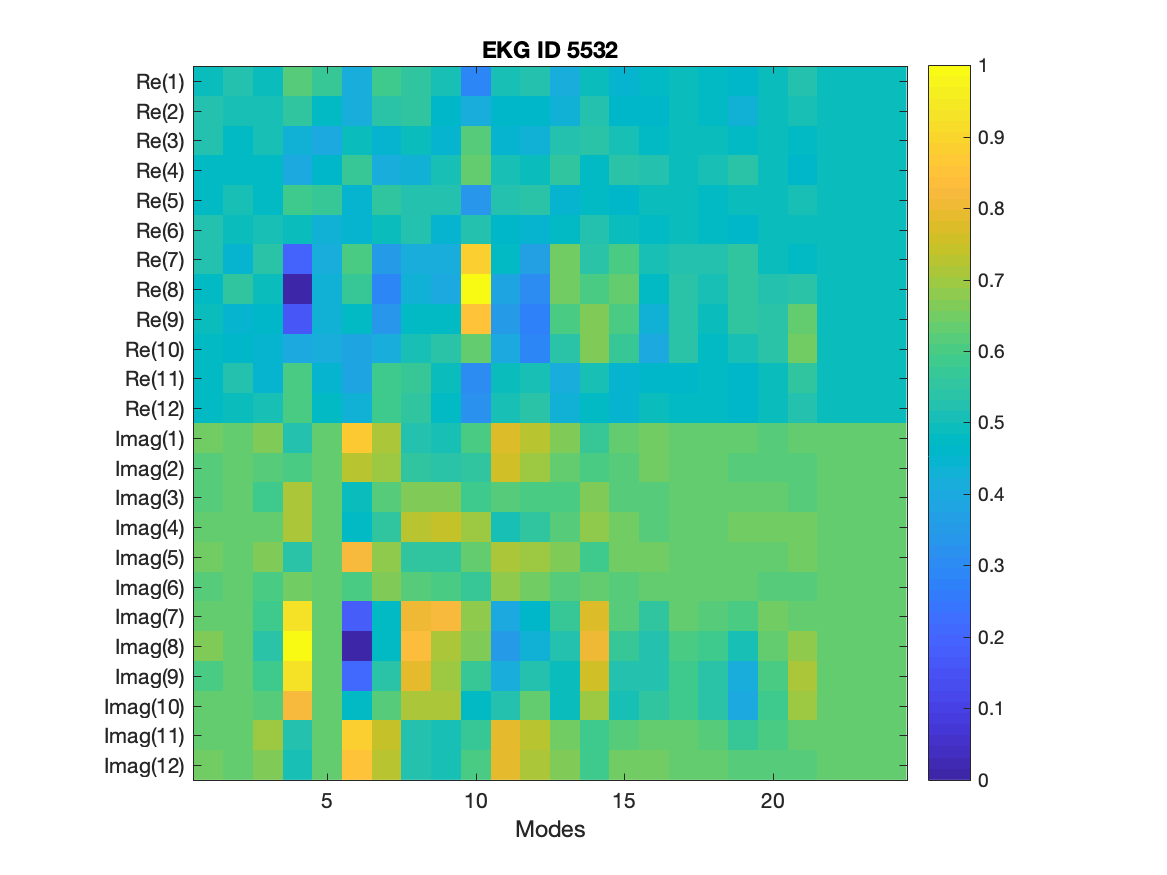 EKG ID 5532
Re(1)
Re(2)
Re(3)
Re(4)
Re(5)
Re(6)
Re(7)
Re(8)
Re(9)
Re(10)
Re(11)
Re(12)
Imag(1)
Imag(2)
Imag(3)
Imag(4)
Imag(5)
Imag(6)
Imag(7)
Imag(8)
Imag(9)
Imag(10)
Imag(11)
Imag(12)
5 10 15 20
Modes
1
0.9
0.8
0.7
0.6
0.5
0.4
0.3
0.2
0.1
0